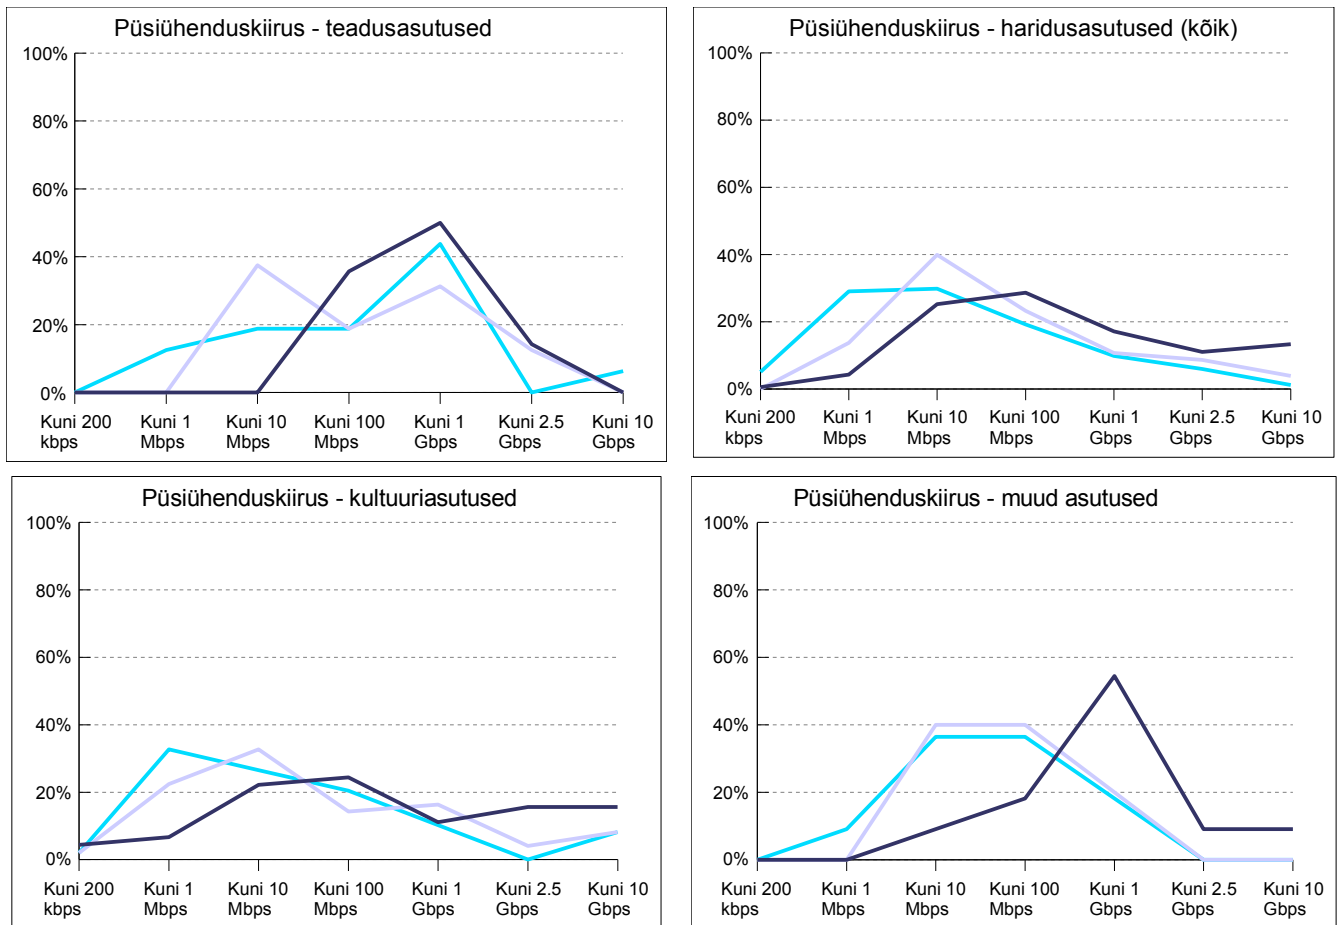 Püsiühenduskiirus - teadusasutused
100%
80%
60%
40%
20%
0%
Kuni 200 kbps
Kuni 1 Mbps
Kuni 10 Mbps
Kuni 100 Mbps
Kuni 1 Gbps
Kuni 2.5 Gbps
Kuni 10 Gbps
Püsiühenduskiirus - haridusasutused (kõik)
100%
80%
60%
40%
20%
0%
Kuni 200 kbps
Kuni 1 Mbps
Kuni 10 Mbps
Kuni 100 Mbps
Kuni 1 Gbps
Kuni 2.5 Gbps
Kuni 10 Gbps
Püsiühenduskiirus - kultuuriasutused
100%
80%
60%
40%
20%
0%
Kuni 200 kbps
Kuni 1 Mbps
Kuni 10 Mbps
Kuni 100 Mbps
Kuni 1 Gbps
Kuni 2.5 Gbps
Kuni 10 Gbps
Püsiühenduskiirus - muud asutused
100%
80%
60%
40%
20%
0%
Kuni 200 kbps
Kuni 1 Mbps
Kuni 10 Mbps
Kuni 100 Mbps
Kuni 1 Gbps
Kuni 2.5 Gbps
Kuni 10 Gbps